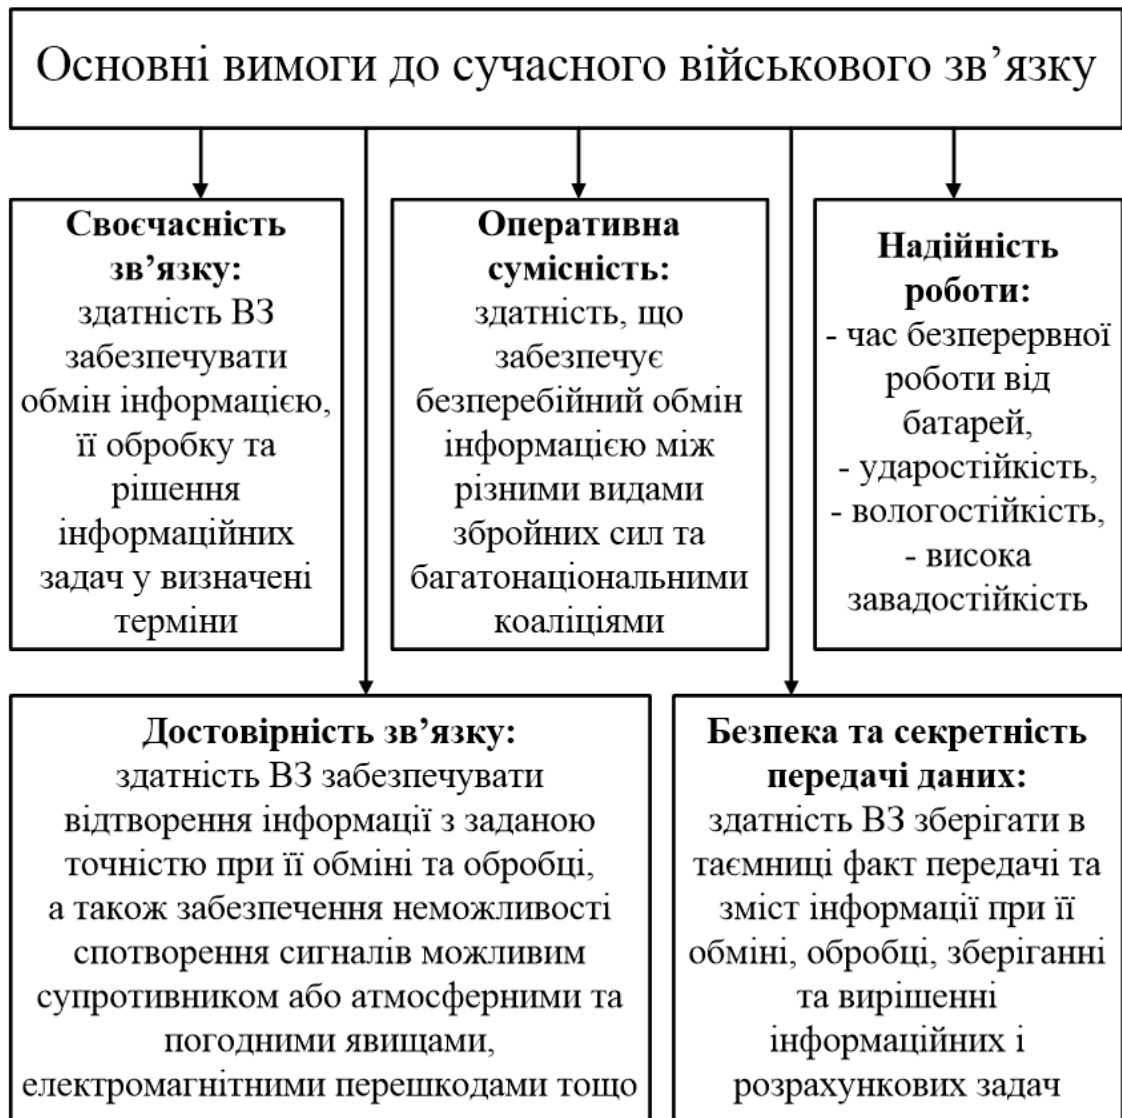 Основні вимоги до сучасного військового зв’язку
Своєчасність
зв’язку:
здатність ВЗ
забезпечувати
обмін інформацією,
її обробку та
рішення
інформаційних
задач у визначені
терміни
Оперативна
сумісність:
здатність, що
забезпечує
безперебійний обмін
інформацією між
різними видами
збройних сил та
багатонаціональними
коаліціями
Надійність
роботи:
- час безперервної
роботи від
батарей,
- ударостійкість,
- вологостійкість,
- висока
завадостійкість
Достовірність зв’язку:
здатність ВЗ забезпечувати
відтворення інформації з заданою
точністю при її обміні та обробці,
а також забезпечення неможливості
спотворення сигналів можливим
супротивником або атмосферними та
погодними явищами,
електромагнітними перешкодами тощо
Безпека та секретність
передачі даних:
здатність ВЗ зберігати в
таємниці факт передачі та
зміст інформації при її
обміні, обробці, зберіганні
та вирішенні
інформаційних і
розрахункових задач